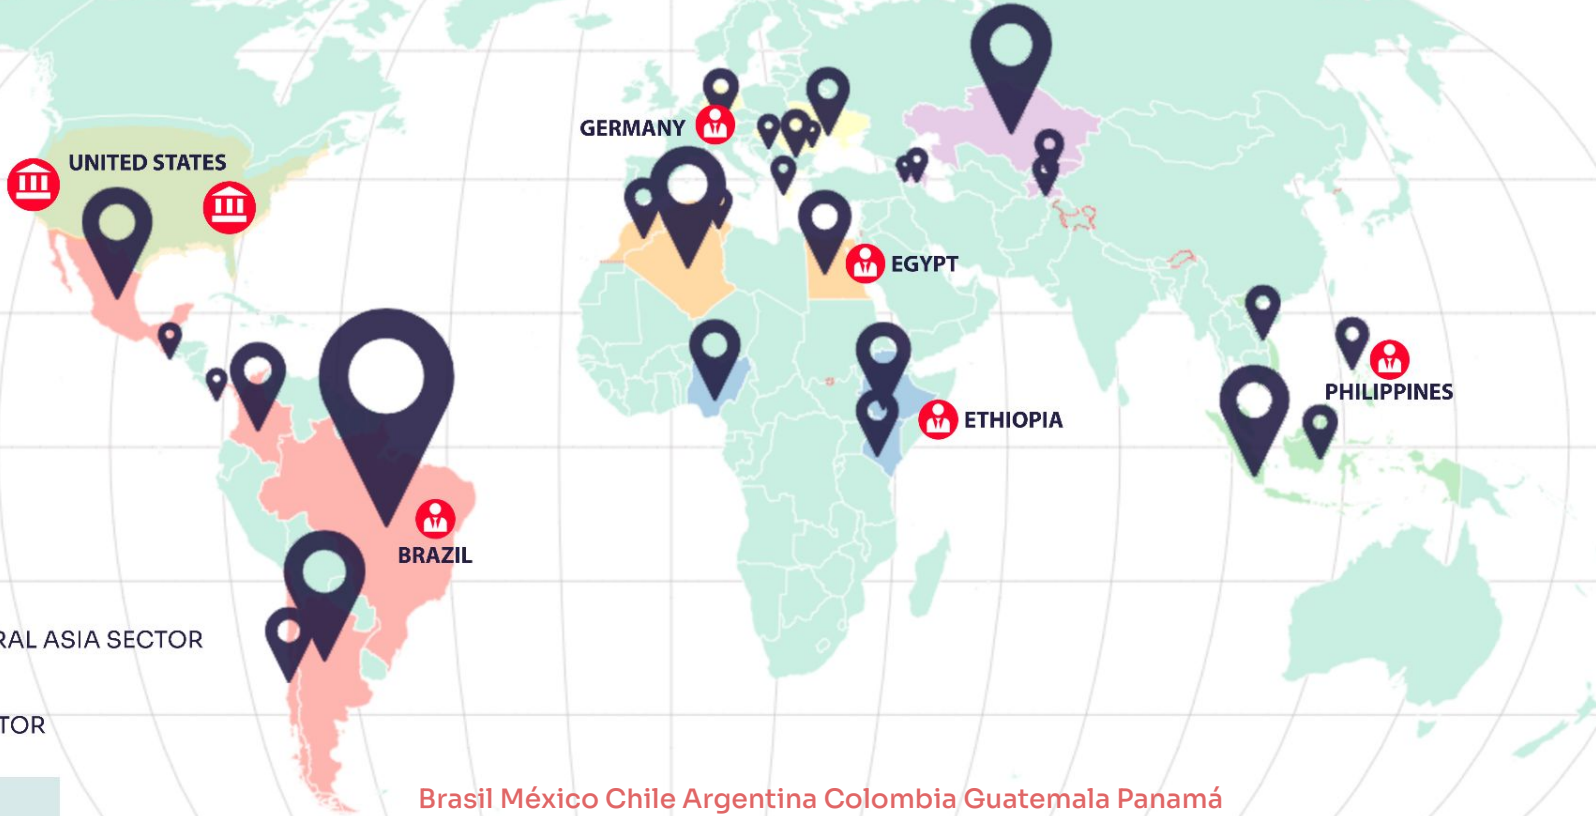 GERMANY
UNITED STATES
EGYPT
PHILIPPINES
ETHIOPIA
BRAZIL
RAL ASIA SECTOR
TOR
Brasil México Chile Argentina Colombia Guatemala Panamá